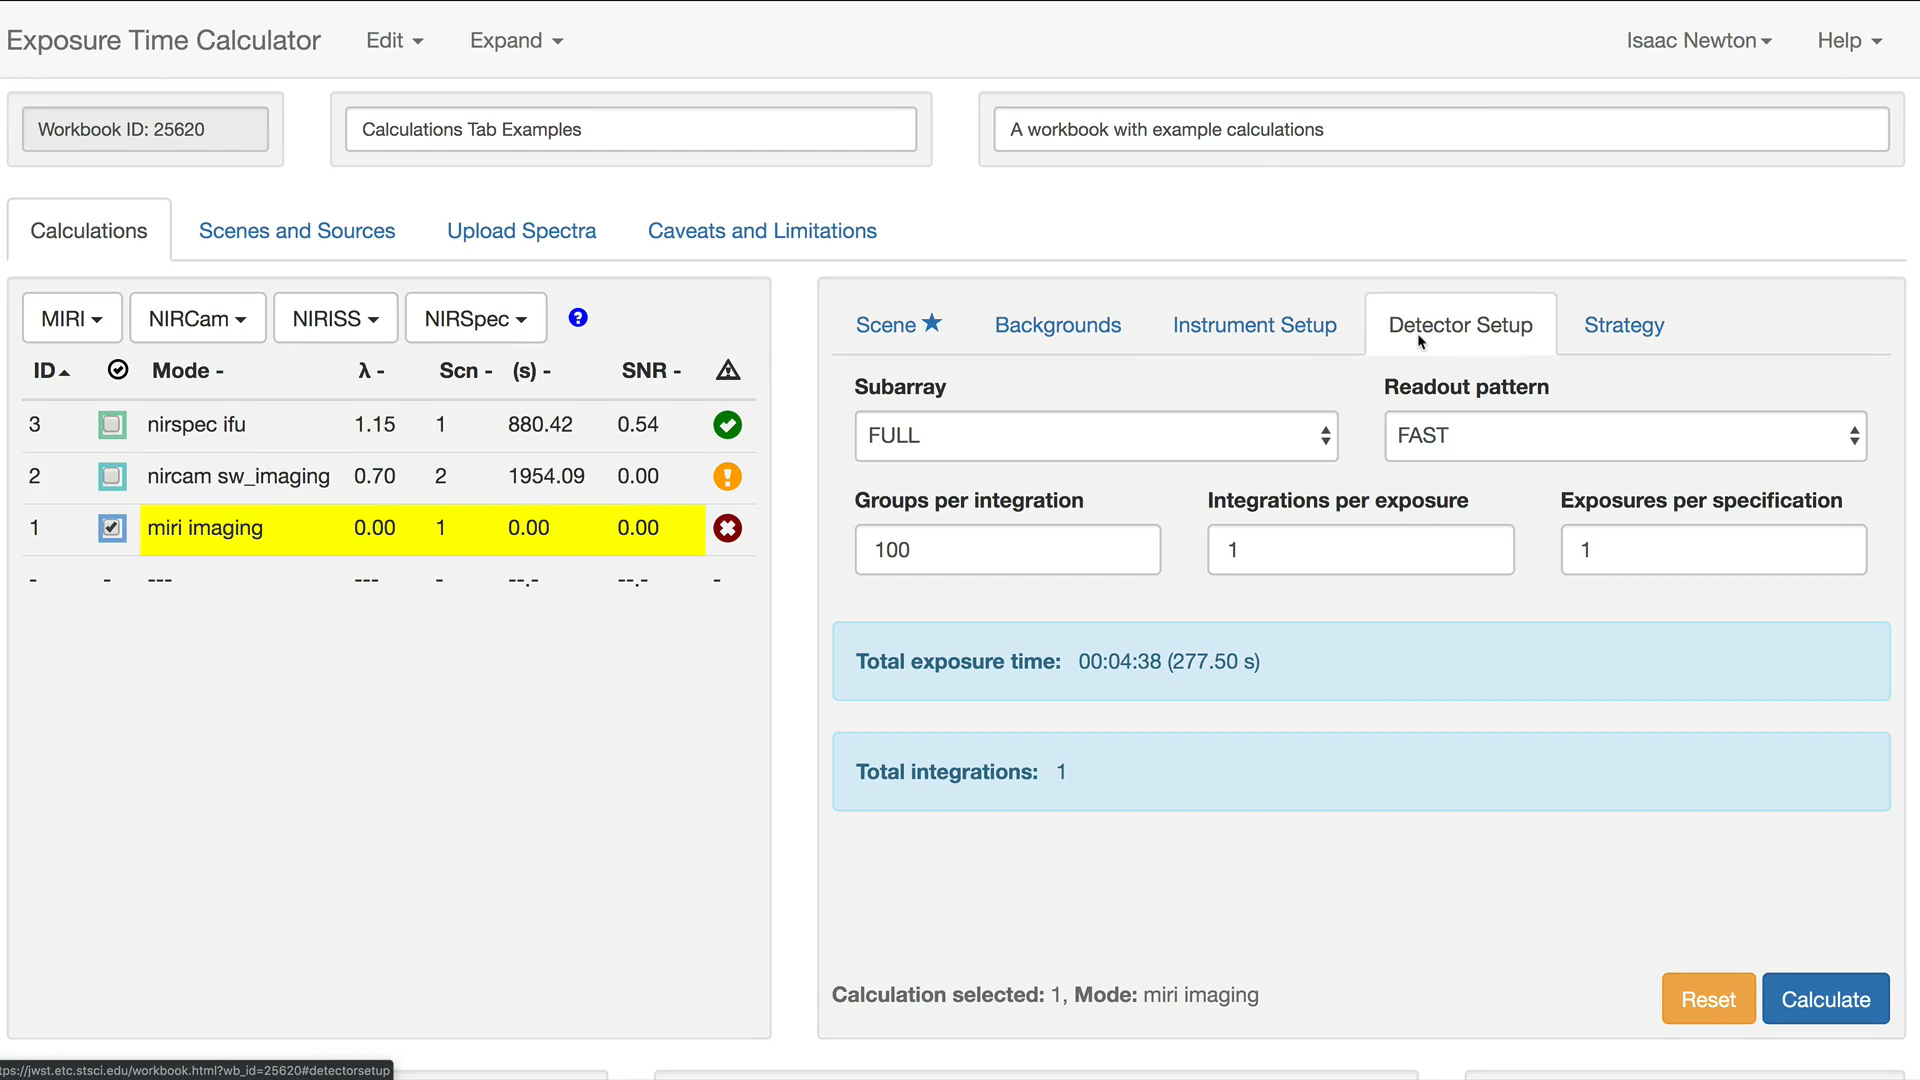 Exposure Time Calculator Edit Expand Isaac Newton Help
Workbook ID: 25620 Calculations Tab Examples A workbook with example calculations
Calculations Scenes and Sources Upload Spectra Caveats and Limitations
MIRI NIRCam NIRISS NIRSpec ?
ID Mode - λ - Scn - (s) - SNR -
3 nirspec ifu 1.15 1 880.42 0.54
2 nircam sw_imaging 0.70 2 1954.09 0.00
1 miri imaging 0.00 1 0.00 0.00
- - --- --- - --.- --.- -
Scene Backgrounds Instrument Setup Detector Setup Strategy
Subarray Readout pattern
FULL FAST
Groups per integration Integrations per exposure Exposures per specification
100 1 1
Total exposure time: 00:04:38 (277.50 s)
Total integrations: 1
Calculation selected: 1, Mode: miri imaging Reset Calculate
tps://jwst.etc.stsci.edu/workbook.html?wb_id=25620#detectorsetup